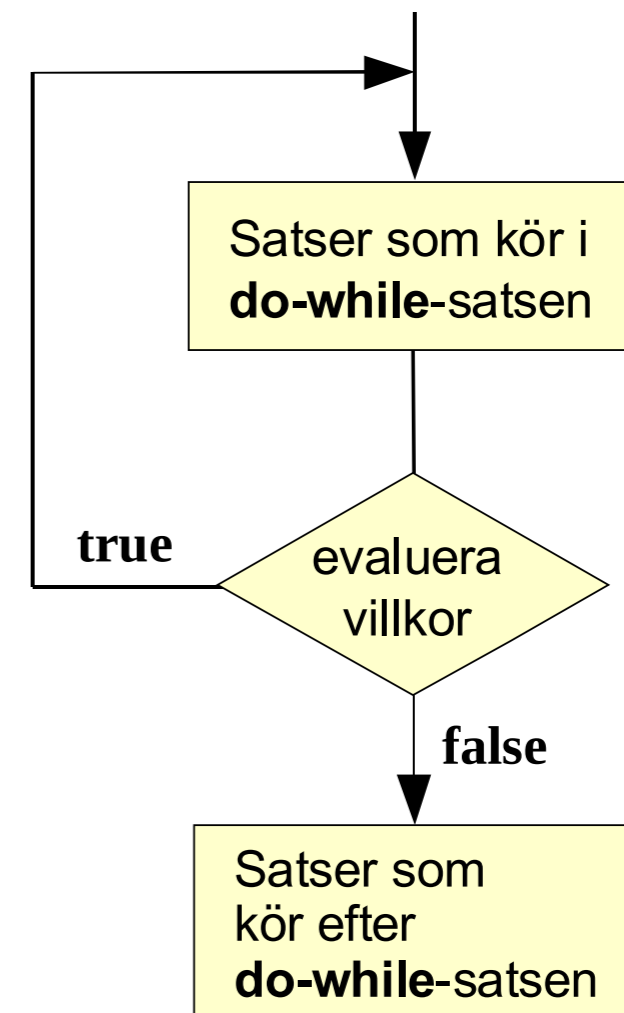 Satser som kör i
do-while-satsen
true
evaluera
villkor
false
Satser som
kör efter
do-while-satsen